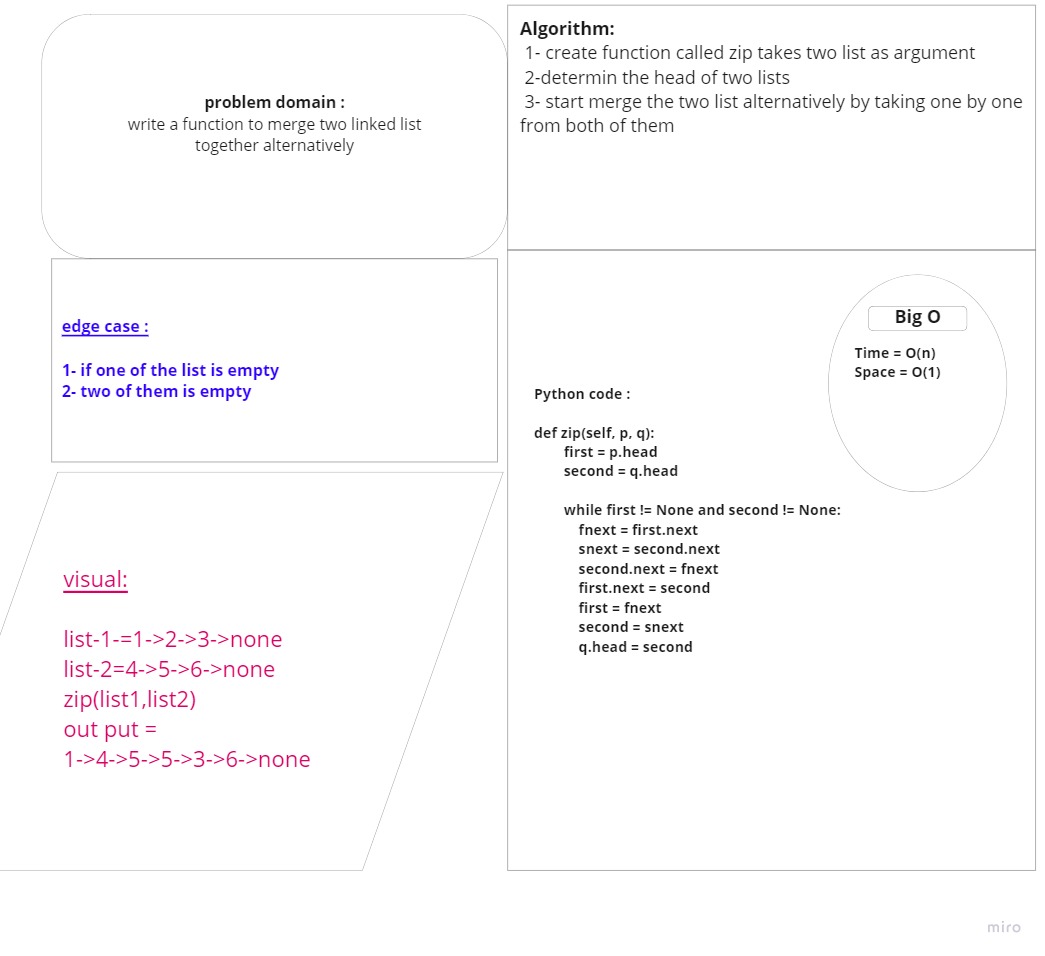 problem domain :
write a function to merge two linked list
together alternatively
Algorithm:
1- create function called zip takes two list as argument
2-determin the head of two lists
3- start merge the two list alternatively by taking one by one
from both of them
edge case :
1- if one of the list is empty
2- two of them is empty
visual:
list-1-=1->2->3->none
list-2=4->5->6->none
zip(list1,list2)
out put =
1->4->5->5->3->6->none
Big O
Time = O(n)
Space = O(1)
Python code :
def zip(self, p, q):
first = p.head
second = q.head
while first != None and second != None:
fnext = first.next
snext = second.next
second.next = fnext
first.next = second
first = fnext
second = snext
q.head = second
miro